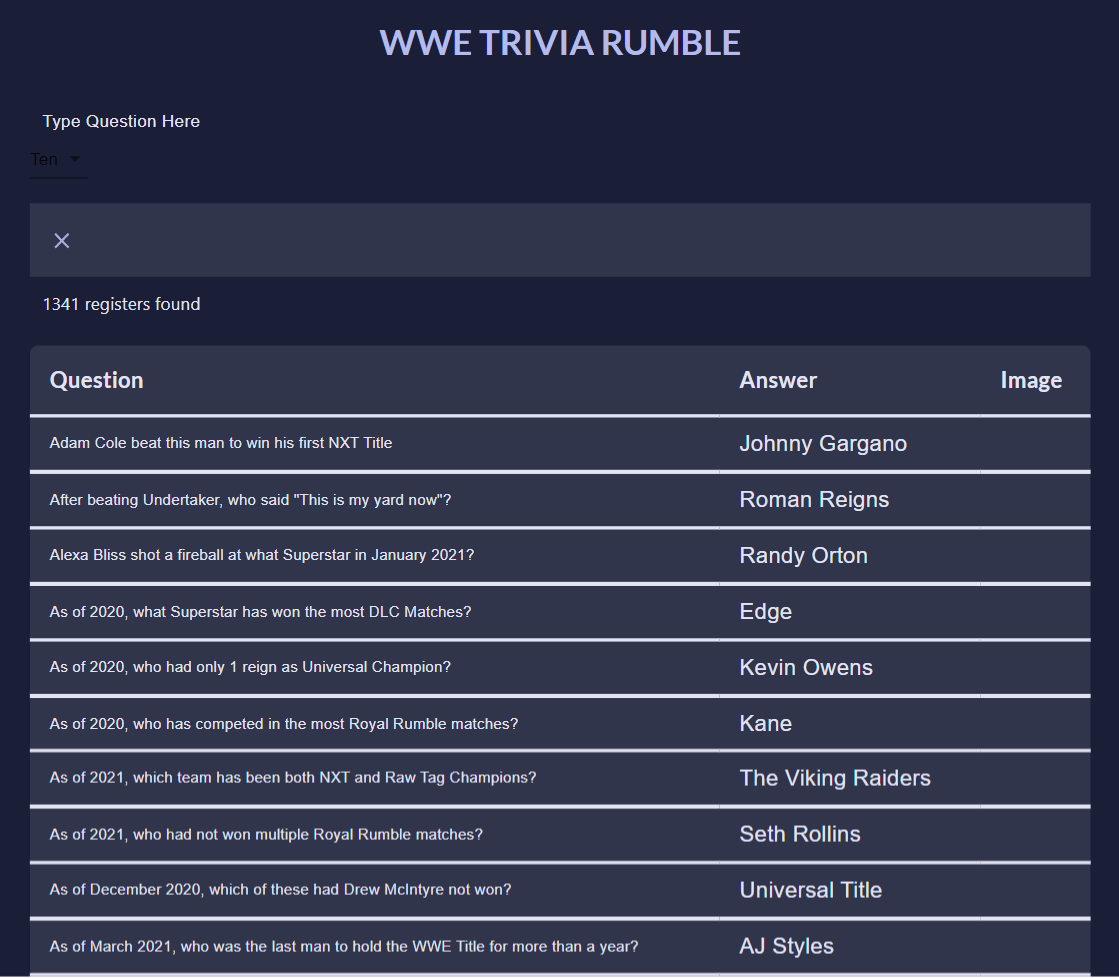 WWE TRIVIA RUMBLE
Type Question Here
Ten
1341 registers found
Question Answer Image
Adam Cole beat this man to win his first NXT Title Johnny Gargano
After beating Undertaker, who said "This is my yard now"? Roman Reigns
Alexa Bliss shot a fireball at what Superstar in January 2021? Randy Orton
As of 2020, what Superstar has won the most DLC Matches? Edge
As of 2020, who had only 1 reign as Universal Champion? Kevin Owens
As of 2020, who has competed in the most Royal Rumble matches? Kane
As of 2021, which team has been both NXT and Raw Tag Champions? The Viking Raiders
As of 2021, who had not won multiple Royal Rumble matches? Seth Rollins
As of December 2020, which of these had Drew McIntyre not won? Universal Title
As of March 2021, who was the last man to hold the WWE Title for more than a year? AJ Styles